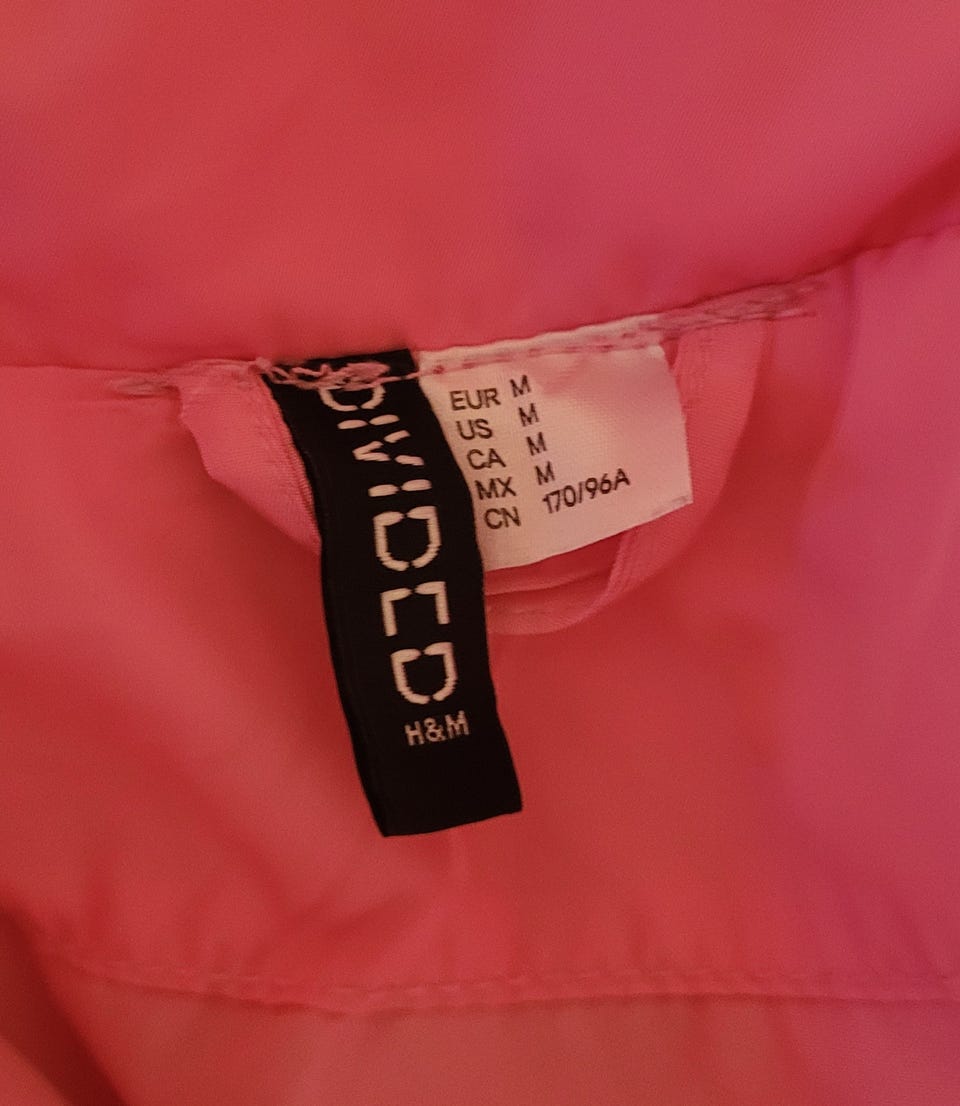 DIVIDED
H&M
EUR M
US M
CA M
MX M
CN 170/96A